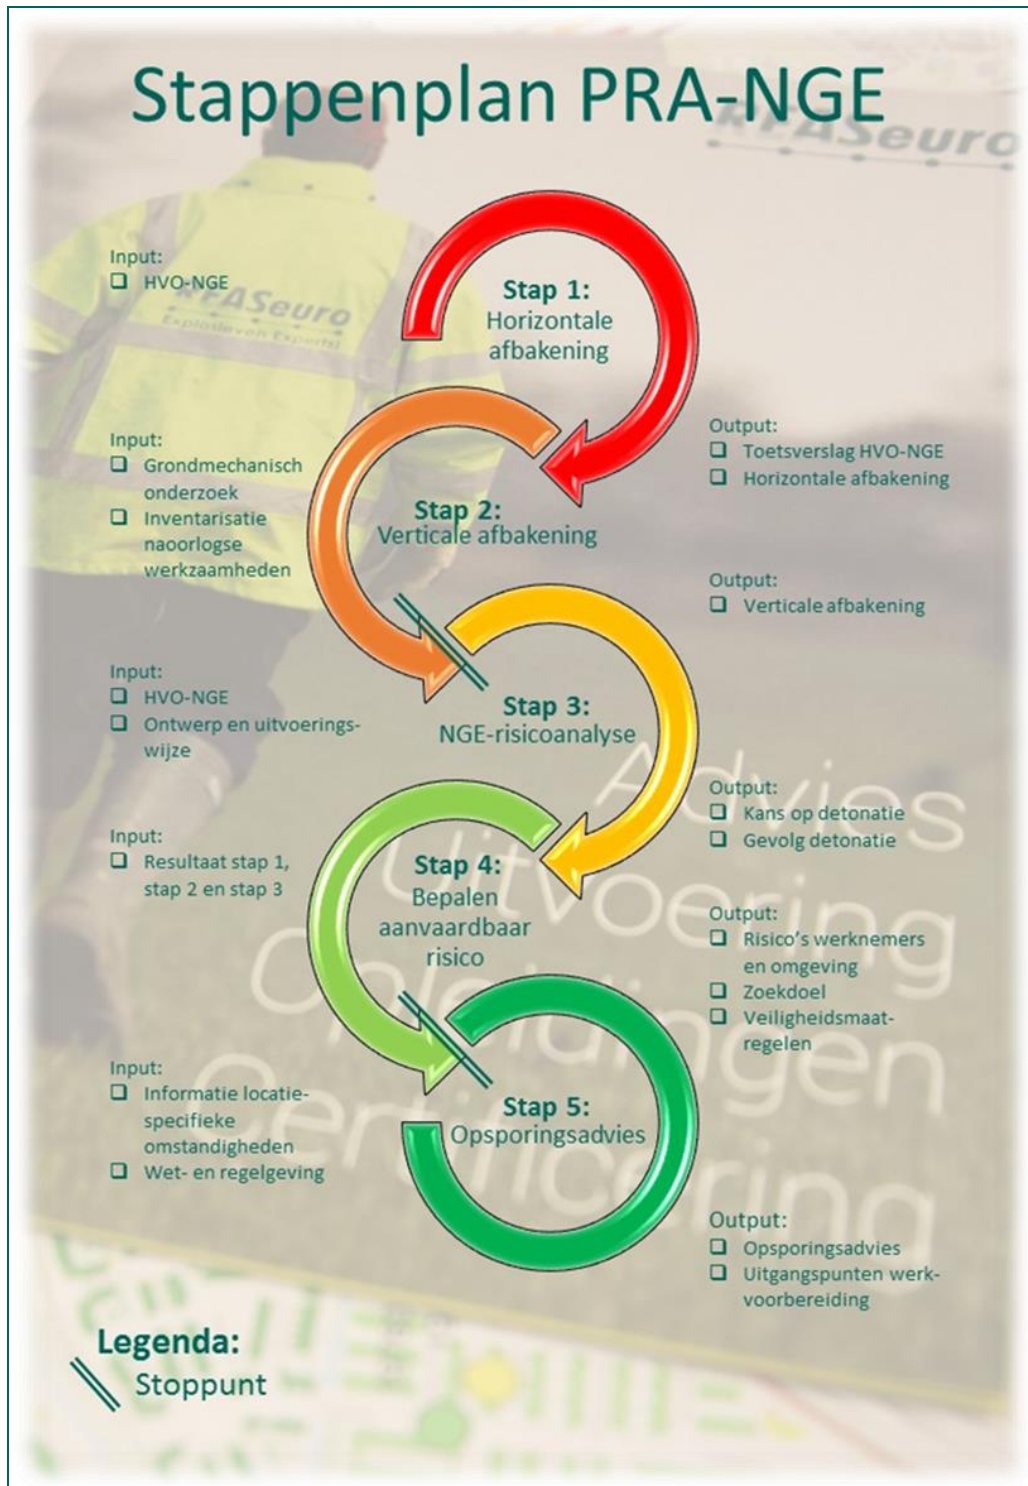 Stappenplan PRA-NGE
RFASeuro
RFASeuro
Explosieven Experts!
Input:
❑ HVO-NGE
Stap 1:
Horizontale
afbakening
Output:
❑ Toetsverslag HVO-NGE
❑ Horizontale afbakening
Input:
❑ Grondmechanisch
onderzoek
❑ Inventarisatie
naoorlogse
werkzaamheden
Stap 2:
Verticale afbakening
Output:
❑ Verticale afbakening
Input:
❑ HVO-NGE
❑ Ontwerp en uitvoerings-
wijze
Stap 3:
NGE-risicoanalyse
Output:
❑ Kans op detonatie
❑ Gevolg detonatie
Input:
❑ Resultaat stap 1,
stap 2 en stap 3
Stap 4:
Bepalen
aanvaardbaar
risico
Output:
❑ Risico’s werknemers
en omgeving
❑ Zoekdoel
❑ Veiligheidsmaat-
regelen
Input:
❑ Informatie locatie-
specifieke
omstandigheden
❑ Wet- en regelgeving
Stap 5:
Opsporingsadvies
Output:
❑ Opsporingsadvies
❑ Uitgangspunten werk-
voorbereiding
Advies
Uitvoering
Opleidingen
Certificering
Legenda:
Stoppunt